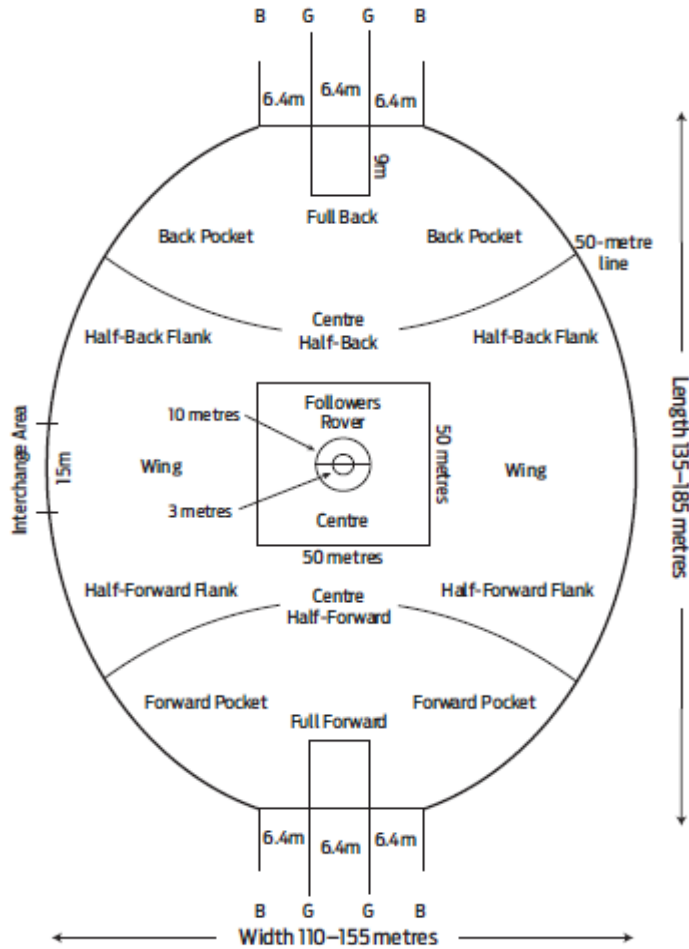 B G G B
6.4m 6.4m 6.4m
9m
Full Back
Back Pocket Back Pocket
50-metre
line
Centre
Half-Back
Half-Back Flank Half-Back Flank
Followers
Rover
10 metres
50 metres
Interchange Area
15m
Wing Wing
3 metres
Centre
50 metres
Length 135–185 metres
Half-Forward Flank Half-Forward Flank
Centre
Half-Forward
Forward Pocket Forward Pocket
Full Forward
6.4m 6.4m 6.4m
B G G B
Width 110–155 metres